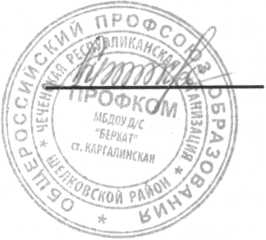 ОБЩЕРОССИЙСКИЙ ПРОФСОЮЗ ОБРАЗОВАНИЯ
ЧЕЧЕНСКАЯ РЕСПУБЛИКАНСКАЯ ОРГАНИЗАЦИЯ
ШЕЛКОВСКОЙ РАЙОН
ПРОФКОМ
МБДОУ Д/С
"БЕРКАТ"
ст. КАРГАЛИНСКАЯ